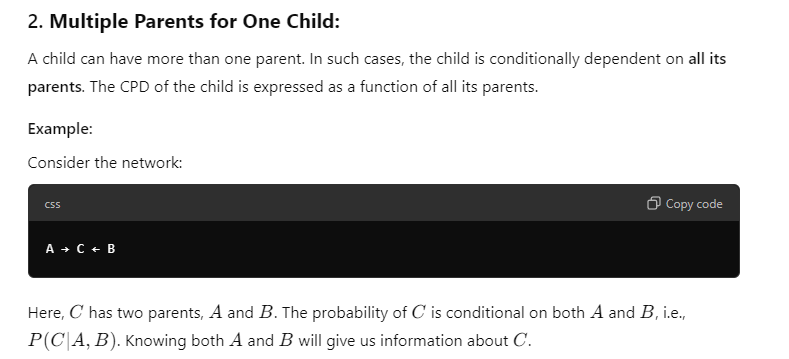 2. Multiple Parents for One Child:
A child can have more than one parent. In such cases, the child is conditionally dependent on all its
parents. The CPD of the child is expressed as a function of all its parents.
Example:
Consider the network:
css Copy code
A → C ← B
Here, C has two parents, A and B. The probability of C is conditional on both A and B, i.e.,
P(C|A, B). Knowing both A and B will give us information about C.